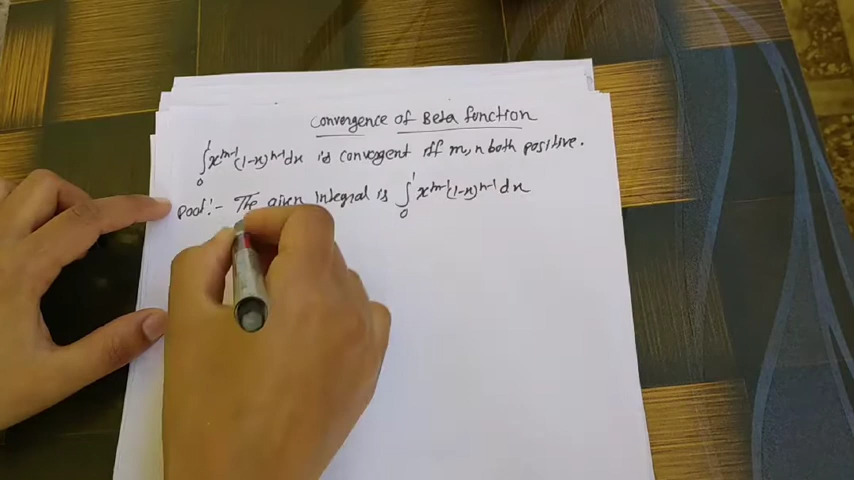 Convergence of Beta function
∫₀¹ x^{m-1} (1-x)^{n-1} dx is convergent iff m, n both positive.
Poof:- The given integral is ∫₀¹ x^{m-1} (1-x)^{n-1} dx